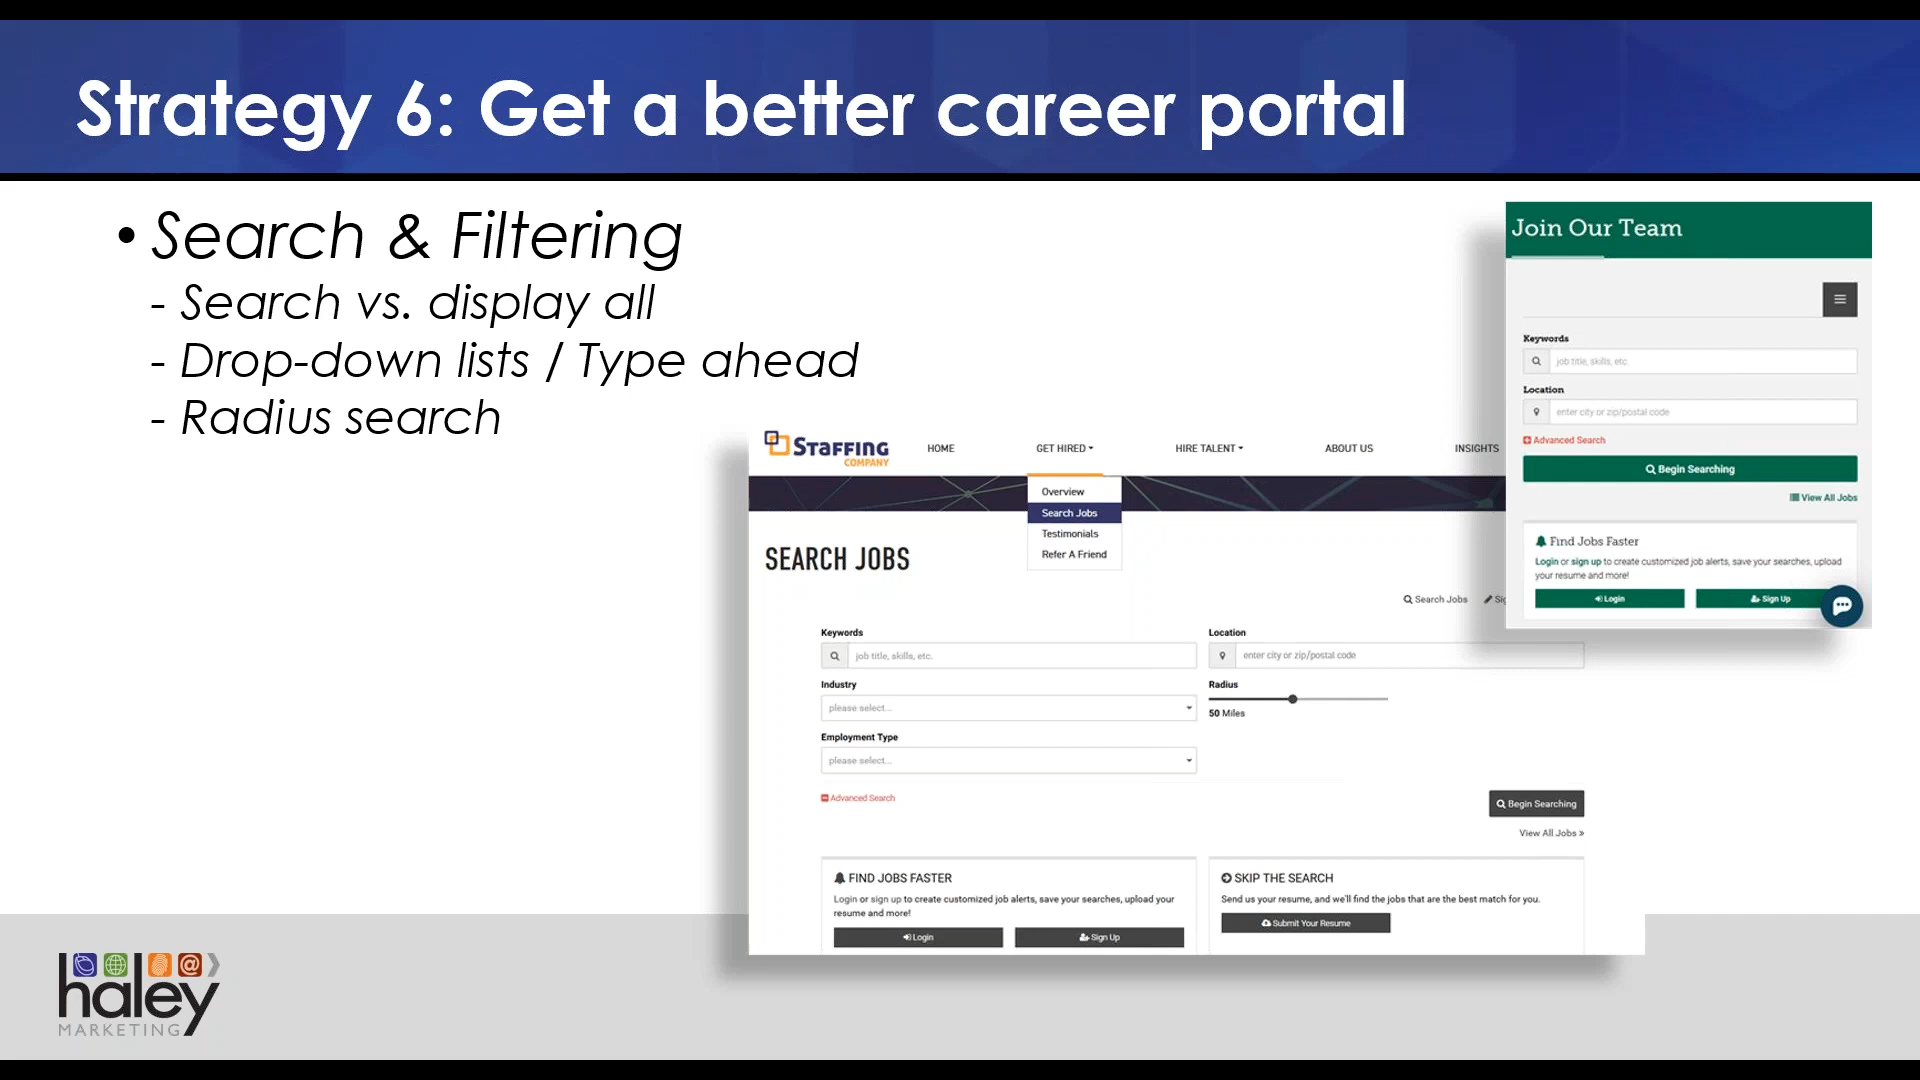 Strategy 6: Get a better career portal
• Search & Filtering
- Search vs. display all
- Drop-down lists / Type ahead
- Radius search
STAFFING
COMPANY
HOME
GET HIRED
HIRE TALENT
ABOUT US
INSIGHTS
Overview
Search Jobs
Testimonials
Refer A Friend
SEARCH JOBS
Search Jobs
Keywords
job title, skills, etc.
Location
enter city or zip/postal code
Industry
please select...
Radius
50 Miles
Employment Type
please select...
Advanced Search
Begin Searching
View All Jobs »
FIND JOBS FASTER
Login or sign up to create customized job alerts, save your searches, upload your
resume and more!
Login
Sign Up
SKIP THE SEARCH
Send us your resume, and we'll find the jobs that are the best match for you.
Submit Your Resume
Join Our Team
Keywords
job title, skills, etc.
Location
enter city or zip/postal code
Advanced Search
Begin Searching
View All Jobs
Find Jobs Faster
Login or sign up to create customized job alerts, save your searches, upload
your resume and more!
Login
Sign Up
haley
MARKETING